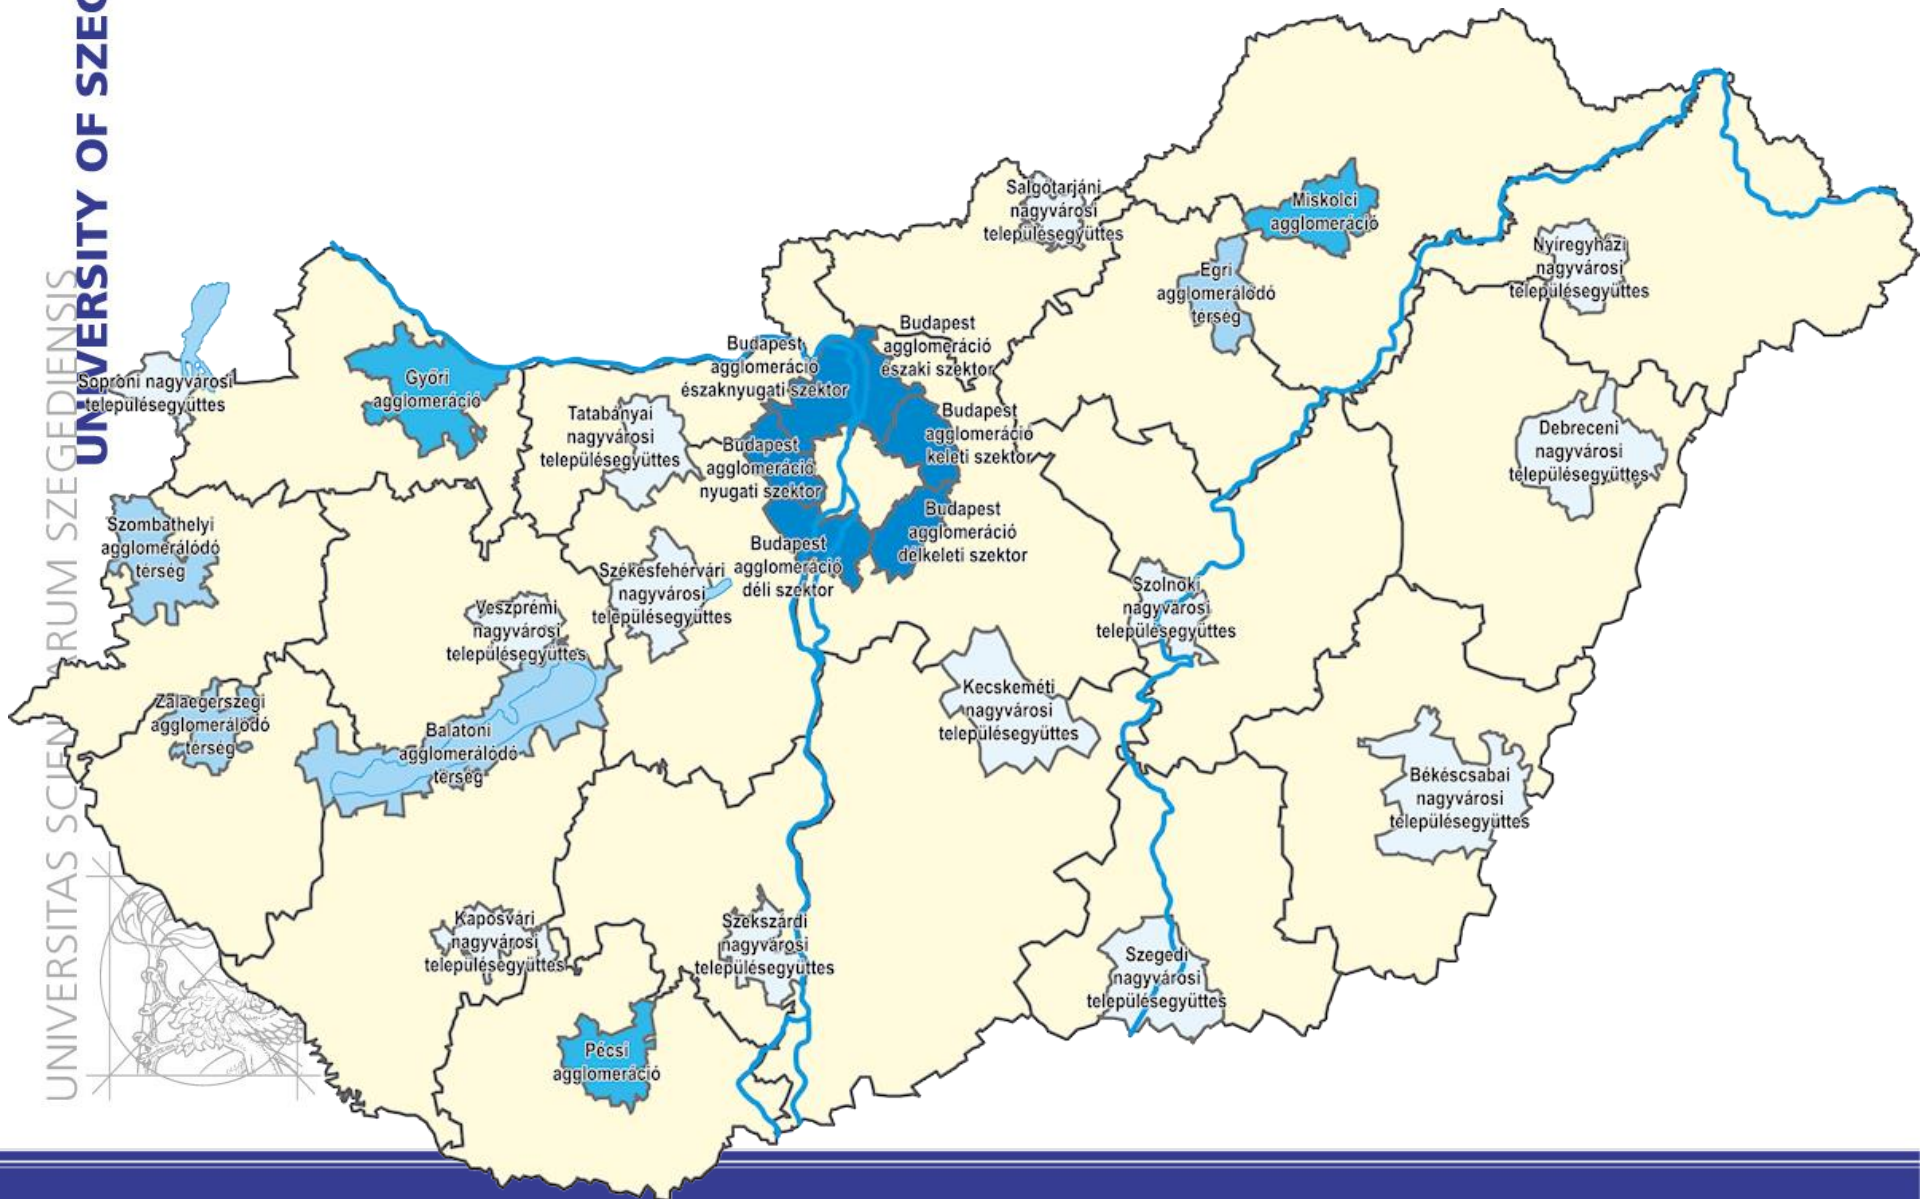 UNIVERSITY OF SZEG
UNIVERSITAS SCIEN ARUM SZEGEDIENSIS
Salgótarjáni
nagyvárosi
településegyüttes
Miskolci
agglomeráció
Egri
agglomerálódó
térség
Nyíregyházi
nagyvárosi
településegyüttes
Soproni nagyvárosi
településegyüttes
Győri
agglomeráció
Tatabányai
nagyvárosi
településegyüttes
Budapest
agglomeráció
északnyugati szektor
Budapest
agglomeráció
északi szektor
Budapest
agglomeráció
keleti szektor
Budapest
agglomeráció
nyugati szektor
Budapest
agglomeráció
délkeleti szektor
Budapest
agglomeráció
déli szektor
Debreceni
nagyvárosi
településegyüttes
Szombathelyi
agglomerálódó
térség
Székesfehérvári
nagyvárosi
településegyüttes
Veszprémi
nagyvárosi
településegyüttes
Szolnoki
nagyvárosi
településegyüttes
Zalaegerszegi
agglomerálódó
térség
Balatoni
agglomerálódó
térség
Kecskeméti
nagyvárosi
településegyüttes
Békéscsabai
nagyvárosi
településegyüttes
Kaposvári
nagyvárosi
településegyüttes
Szekszárdi
nagyvárosi
településegyüttes
Szegedi
nagyvárosi
településegyüttes
Pécsi
agglomeráció